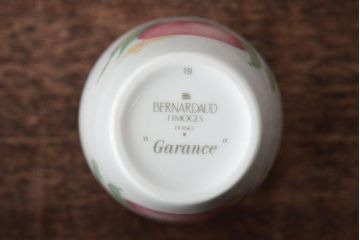 19
BERNARDAUD
LIMOGES
FRANCE
" Garance "